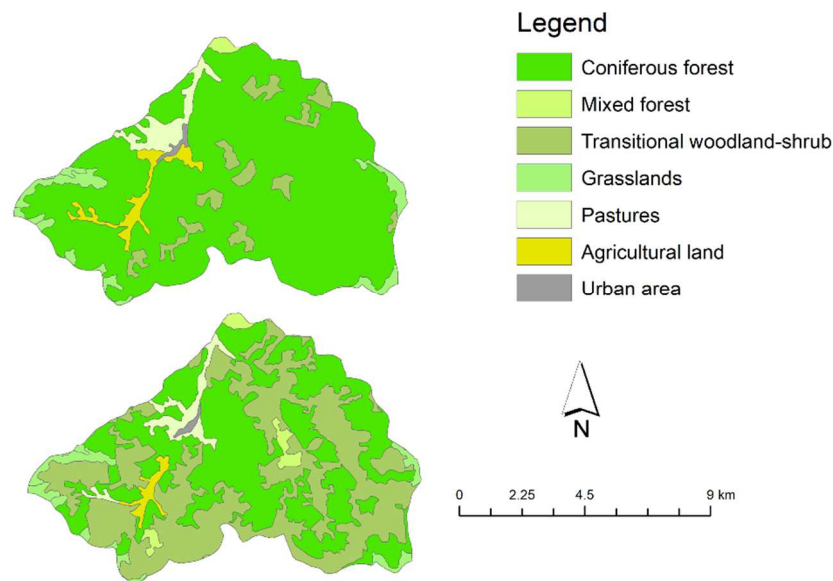 Legend
Coniferous forest
Mixed forest
Transitional woodland-shrub
Grasslands
Pastures
Agricultural land
Urban area
N
0 2.25 4.5 9 km